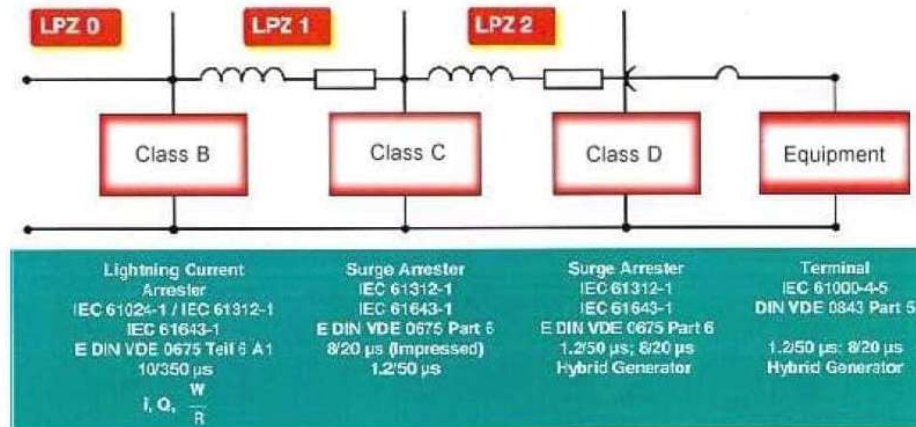 LPZ 0
LPZ 1
LPZ 2
Class B
Class C
Class D
Equipment
Lightning Current
Arrester
IEC 61024-1 / IEC 61312-1
IEC 61643-1
E DIN VDE 0675 Teil 6 A1
10/350 µs
i, Q, W
R
Surge Arrester
IEC 61312-1
IEC 61643-1
E DIN VDE 0675 Part 6
8/20 µs (Impressed)
1.2/50 µs
Surge Arrester
IEC 61312-1
IEC 61643-1
E DIN VDE 0675 Part 6
1.2/50 µs; 8/20 µs
Hybrid Generator
Terminal
IEC 61000-4-5
DIN VDE 0843 Part 5
1.2/50 µs; 8/20 µs
Hybrid Generator